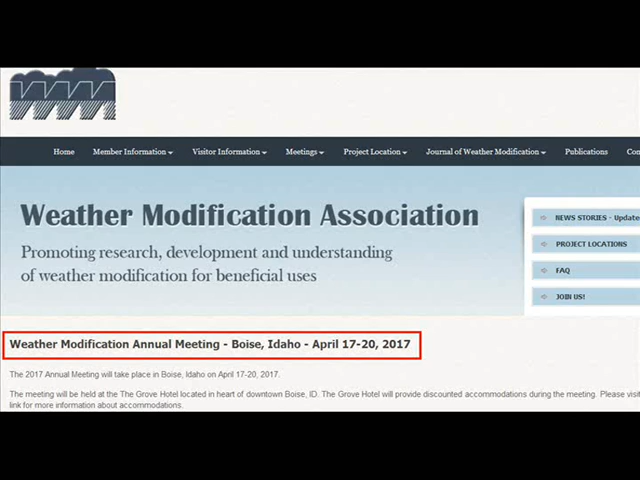 Home Member Information Visitor Information Meetings Project Location Journal of Weather Modification Publications
Weather Modification Association
Promoting research, development and understanding
of weather modification for beneficial uses
NEWS STORIES - Update
PROJECT LOCATIONS
FAQ
JOIN US!
Weather Modification Annual Meeting - Boise, Idaho - April 17-20, 2017
The 2017 Annual Meeting will take place in Boise, Idaho on April 17-20, 2017.
The meeting will be held at the The Grove Hotel located in heart of downtown Boise, ID. The Grove Hotel will provide discounted accommodations during the meeting. Please visit
link for more information about accommodations.